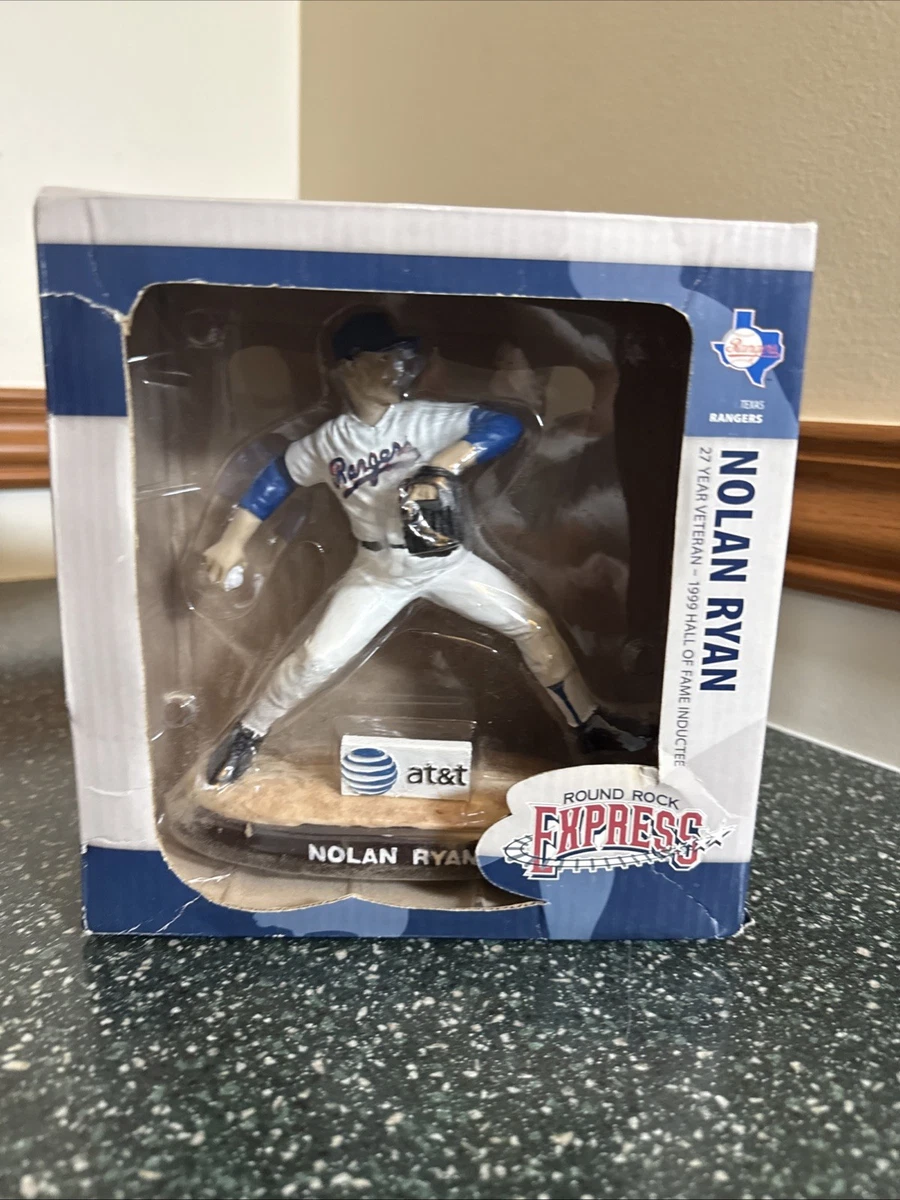 Rangers
TEXAS
RANGERS
NOLAN RYAN
27 YEAR VETERAN – 1999 HALL OF FAME INDUCTEE
Rangers
at&t
NOLAN RYAN
ROUND ROCK
EXPRESS